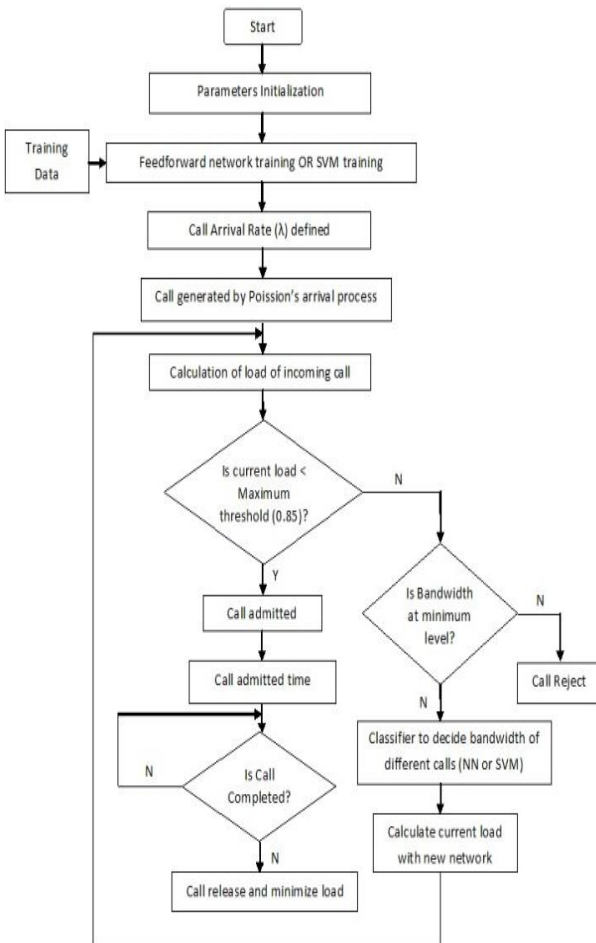 Start
Parameters Initialization
Training
Data
Feedforward network training OR SVM training
Call Arrival Rate (λ) defined
Call generated by Poission's arrival process
Calculation of load of incoming call
Is current load <
Maximum
threshold (0.85)?
N
Y
Is Bandwidth
at minimum
level?
N
Call admitted
Call Reject
Call admitted time
N
Classifier to decide bandwidth of
different calls (NN or SVM)
Is Call
Completed?
N
Calculate current load
with new network
N
Call release and minimize load